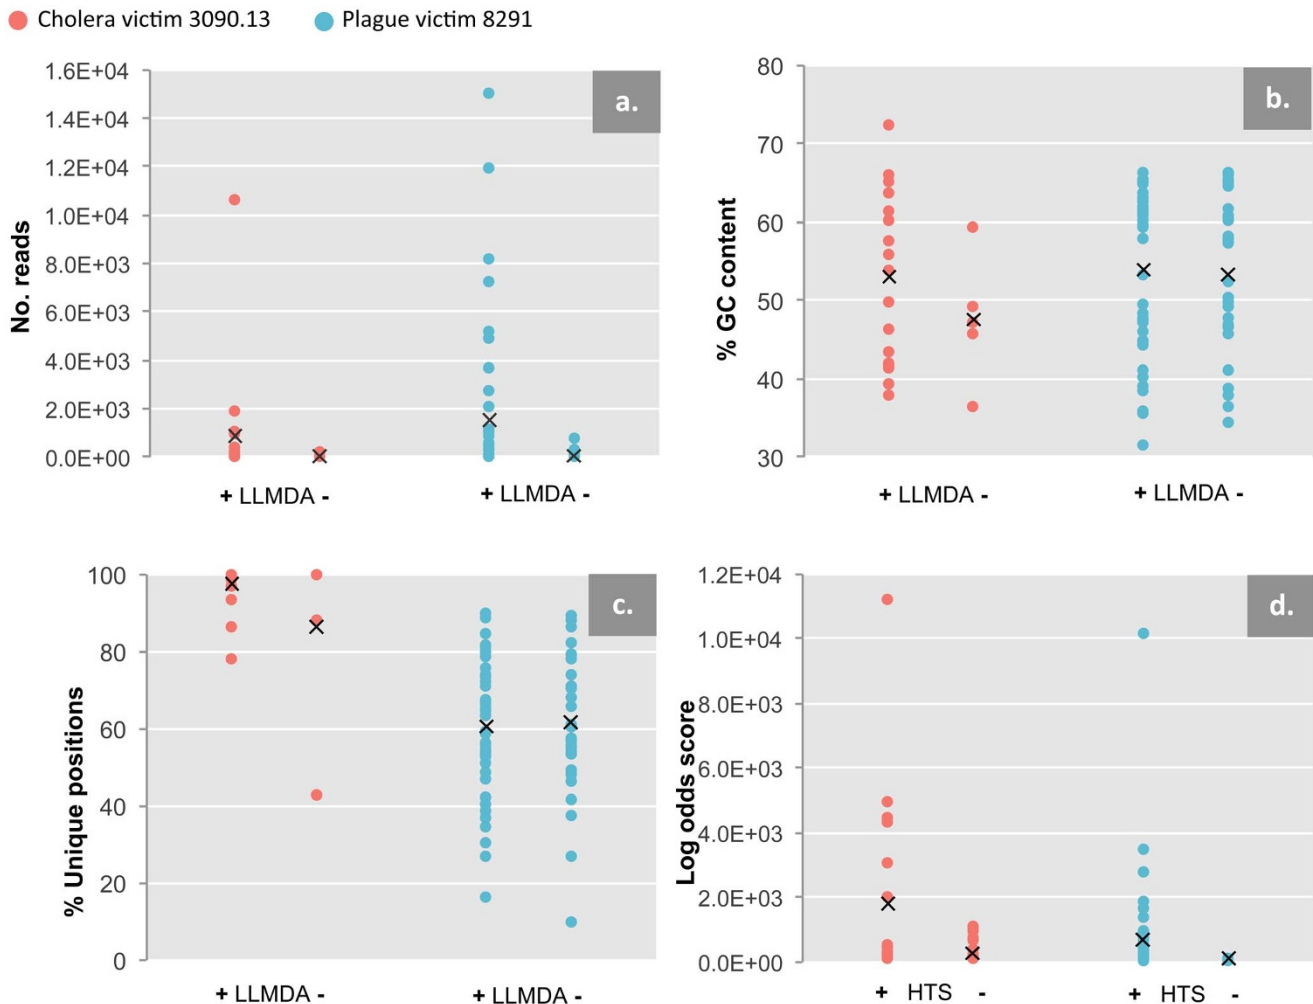 Cholera victim 3090.13 Plague victim 8291
a.
No. reads
1.6E+04
1.4E+04
1.2E+04
1.0E+04
8.0E+03
6.0E+03
4.0E+03
2.0E+03
0.0E+00
+ LLMDA - + LLMDA -
b.
% GC content
80
70
60
50
40
30
+ LLMDA - + LLMDA -
c.
% Unique positions
100
80
60
40
20
0
+ LLMDA - + LLMDA -
d.
Log odds score
1.2E+04
1.0E+04
8.0E+03
6.0E+03
4.0E+03
2.0E+03
0.0E+00
+ HTS - + HTS -